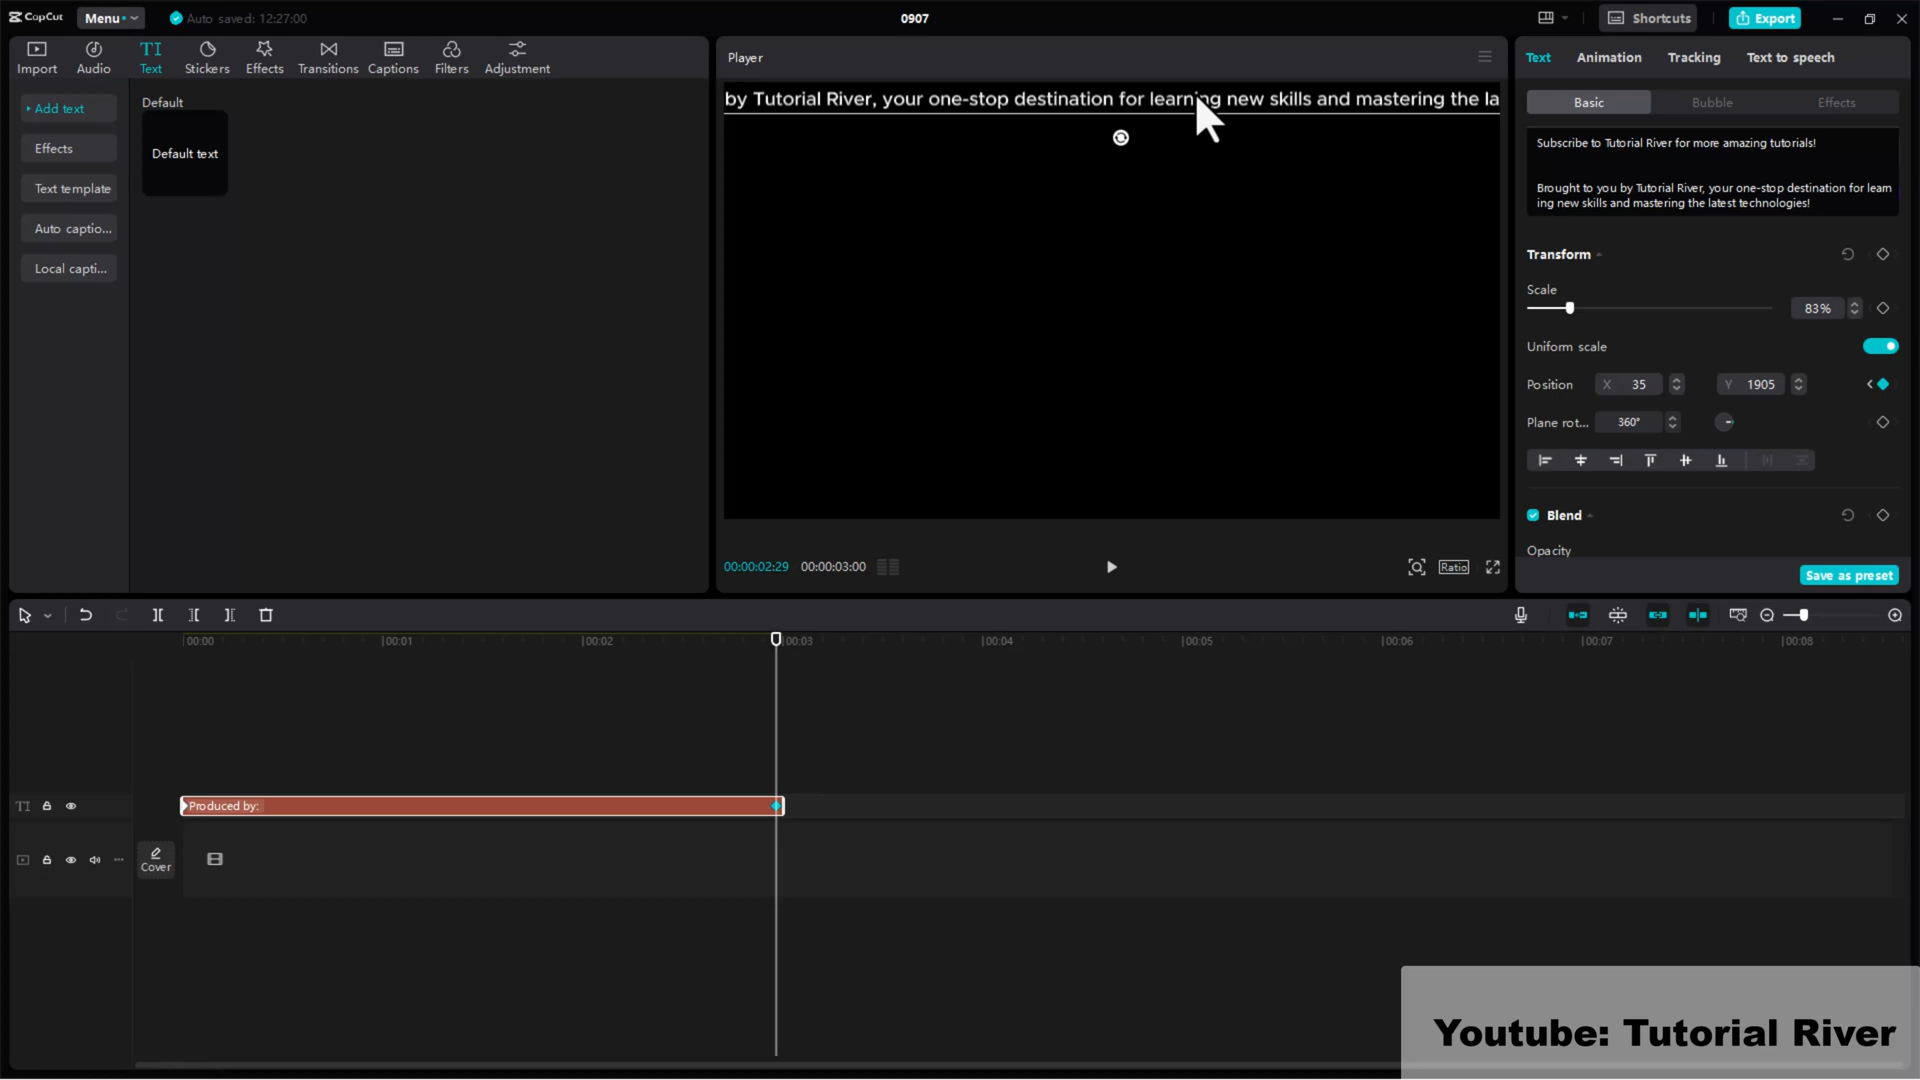 CapCut
Menu
Auto saved: 12:27:00
0907
Shortcuts
Export
Import
Audio
TI
Text
Stickers
Effects
Transitions
Captions
Filters
Adjustment
Add text
Effects
Text template
Auto captio...
Local capti...
Default
Default text
Player
by Tutorial River, your one-stop destination for learning new skills and mastering the la
00:00:02:29
00:00:03:00
Ratio
Text
Animation
Tracking
Text to speech
Basic
Bubble
Effects
Subscribe to Tutorial River for more amazing tutorials!
Brought to you by Tutorial River, your one-stop destination for learn
ing new skills and mastering the latest technologies!
Transform
Scale
83%
Uniform scale
Position
X 35
Y 1905
Plane rot...
360°
Blend
Opacity
Save as preset
00:00
00:01
00:02
00:03
00:04
00:05
00:06
00:07
00:08
TI
Produced by:
Cover
Youtube: Tutorial River